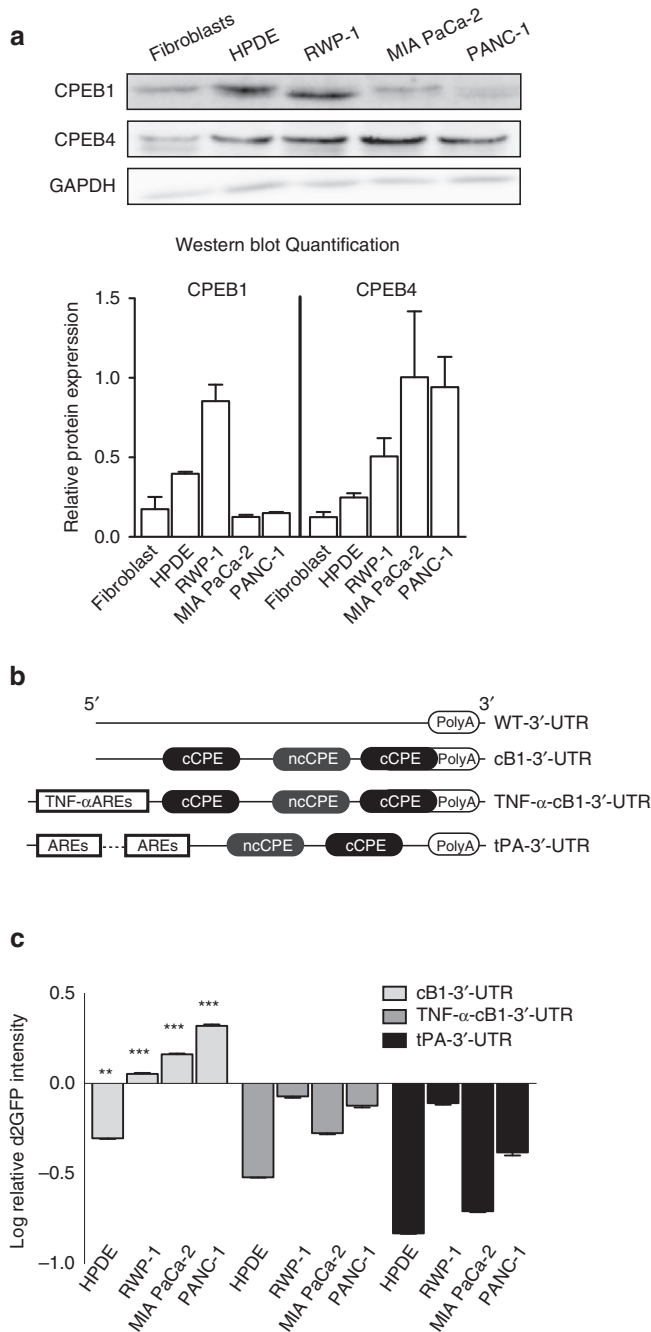 a
Fibroblasts HPDE RWP-1 MIA PaCa-2 PANC-1
CPEB1
CPEB4
GAPDH
Western blot Quantification
CPEB1 CPEB4
Relative protein exprerssion
1.5
1.0
0.5
0.0
Fibroblast HPDE RWP-1 MIA PaCa-2 PANC-1 Fibroblast HPDE RWP-1 MIA PaCa-2 PANC-1
b
5′ 3′
PolyA WT-3′-UTR
cCPE ncCPE cCPE PolyA cB1-3′-UTR
TNF-αAREs cCPE ncCPE cCPE PolyA TNF-α-cB1-3′-UTR
AREs AREs ncCPE cCPE PolyA tPA-3′-UTR
c
Log relative d2GFP intensity
0.5
0.0
−0.5
−1.0
** *** *** ***
cB1-3′-UTR
TNF-α-cB1-3′-UTR
tPA-3′-UTR
HPDE RWP-1 MIA PaCa-2 PANC-1 HPDE RWP-1 MIA PaCa-2 PANC-1 HPDE RWP-1 MIA PaCa-2 PANC-1